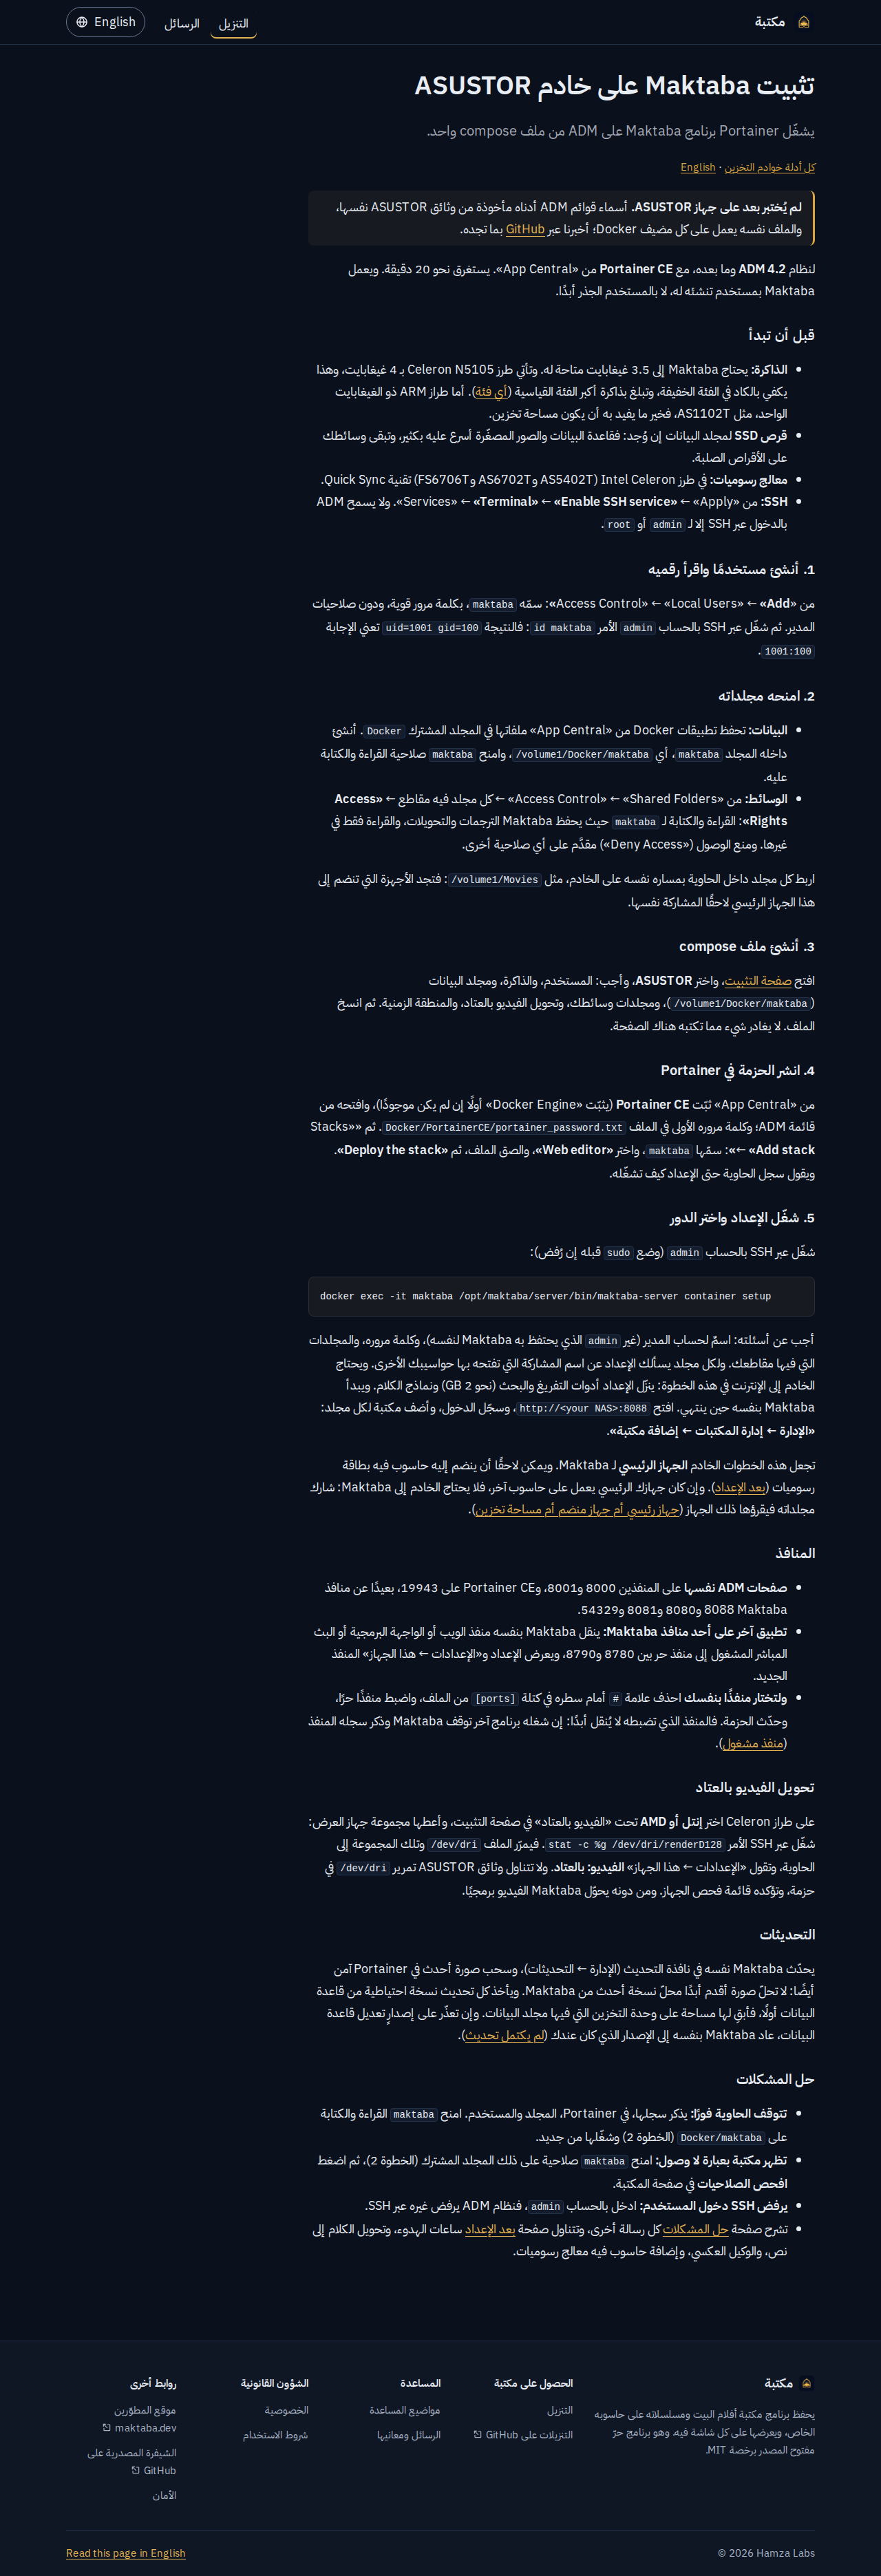 مكتبة
التنزيل
الرسائل
English
تثبيت Maktaba على خادم ASUSTOR
يشغّل Portainer برنامج Maktaba على ADM من ملف compose واحد.
كل أدلة خوادم التخزين · English
لم يُختبر بعد على جهاز ASUSTOR. أسماء قوائم ADM أدناه مأخوذة من وثائق ASUSTOR نفسها،
والملف نفسه يعمل على كل مضيف Docker؛ أخبرنا عبر GitHub بما تجده.
لنظام ADM 4.2 وما بعده، مع Portainer CE من «App Central». يستغرق نحو 20 دقيقة. ويعمل
Maktaba بمستخدم تنشئه له، لا بالمستخدم الجذر أبدًا.
قبل أن تبدأ
الذاكرة: يحتاج Maktaba إلى 3.5 غيغابايت متاحة له. وتأتي طرز Celeron N5105 بـ 4 غيغابايت، وهذا
يكفي بالكاد في الفئة الخفيفة، وتبلغ بذاكرة أكبر الفئة القياسية (أي فئة). أما طراز ARM ذو الغيغابايت
الواحد، مثل AS1102T، فخير ما يفيد به أن يكون مساحة تخزين.
قرص SSD لمجلد البيانات إن وُجد: فقاعدة البيانات والصور المصغّرة أسرع عليه بكثير، وتبقى وسائطك
على الأقراص الصلبة.
معالج رسوميات: في طرز Intel Celeron (AS5402T وAS6702T وFS6706T) تقنية Quick Sync.
SSH: من «Services» ← «Terminal» ← «Enable SSH service» ← «Apply». ولا يسمح ADM
بالدخول عبر SSH إلا لـ admin أو root.
1. أنشئ مستخدمًا واقرأ رقميه
من «Access Control» ← «Local Users» ← «Add»: سمّه maktaba، بكلمة مرور قوية، ودون صلاحيات
المدير. ثم شغّل عبر SSH بالحساب admin الأمر id maktaba: فالنتيجة uid=1001 gid=100 تعني الإجابة
1001:100.
2. امنحه مجلداته
البيانات: تحفظ تطبيقات Docker من «App Central» ملفاتها في المجلد المشترك Docker. أنشئ
داخله المجلد maktaba، أي /volume1/Docker/maktaba، وامنح maktaba صلاحية القراءة والكتابة
عليه.
الوسائط: من «Access Control» ← «Shared Folders» ← كل مجلد فيه مقاطع ← «Access
Rights»: القراءة والكتابة لـ maktaba حيث يحفظ Maktaba الترجمات والتحويلات، والقراءة فقط في
غيرها. ومنع الوصول («Deny Access») مقدَّم على أي صلاحية أخرى.
اربط كل مجلد داخل الحاوية بمساره نفسه على الخادم، مثل /volume1/Movies: فتجد الأجهزة التي تنضم إلى
هذا الجهاز الرئيسي لاحقًا المشاركة نفسها.
3. أنشئ ملف compose
افتح صفحة التثبيت، واختر ASUSTOR، وأجب: المستخدم، والذاكرة، ومجلد البيانات
(/volume1/Docker/maktaba)، ومجلدات وسائطك، وتحويل الفيديو بالعتاد، والمنطقة الزمنية. ثم انسخ
الملف. لا يغادر شيء مما تكتبه هناك الصفحة.
4. انشر الحزمة في Portainer
من «App Central» ثبّت Portainer CE (يثبّت «Docker Engine» أولًا إن لم يكن موجودًا)، وافتحه من
قائمة ADM؛ وكلمة مروره الأولى في الملف Docker/PortainerCE/portainer_password.txt. ثم «Stacks»
← «Add stack»: سمّها maktaba، واختر «Web editor»، والصق الملف، ثم «Deploy the stack».
ويقول سجل الحاوية حتى الإعداد كيف تشغّله.
5. شغّل الإعداد واختر الدور
شغّل عبر SSH بالحساب admin (وضع sudo قبله إن رُفض):
docker exec -it maktaba /opt/maktaba/server/bin/maktaba-server container setup
أجب عن أسئلته: اسمٌ لحساب المدير (غير admin الذي يحتفظ به Maktaba لنفسه)، وكلمة مروره، والمجلدات
التي فيها مقاطعك. ولكل مجلد يسألك الإعداد عن اسم المشاركة التي تفتحه بها حواسيبك الأخرى. ويحتاج
الخادم إلى الإنترنت في هذه الخطوة: ينزّل الإعداد أدوات التفريغ والبحث (نحو 2 GB) ونماذج الكلام. ويبدأ
Maktaba بنفسه حين ينتهي. افتح http://<your NAS>:8088، وسجّل الدخول، وأضف مكتبة لكل مجلد:
«الإدارة ← إدارة المكتبات ← إضافة مكتبة».
تجعل هذه الخطوات الخادم الجهاز الرئيسي لـ Maktaba. ويمكن لاحقًا أن ينضم إليه حاسوب فيه بطاقة
رسوميات (بعد الإعداد). وإن كان جهازك الرئيسي يعمل على حاسوب آخر، فلا يحتاج الخادم إلى Maktaba: شارك
مجلداته فيقرؤها ذلك الجهاز (جهاز رئيسي أم جهاز منضم أم مساحة تخزين).
المنافذ
صفحات ADM نفسها على المنفذين 8000 و8001، وPortainer CE على 19943، بعيدًا عن منافذ
Maktaba 8088 و8080 و8081 و54329.
تطبيق آخر على أحد منافذ Maktaba: ينقل Maktaba بنفسه منفذ الويب أو الواجهة البرمجية أو البث
المباشر المشغول إلى منفذ حر بين 8780 و8790، ويعرض الإعداد و«الإعدادات ← هذا الجهاز» المنفذ
الجديد.
ولتختار منفذًا بنفسك احذف علامة # أمام سطره في كتلة [ports] من الملف، واضبط منفذًا حرًا،
وحدّث الحزمة. فالمنفذ الذي تضبطه لا يُنقل أبدًا: إن شغله برنامج آخر توقف Maktaba وذكر سجله المنفذ
(منفذ مشغول).
تحويل الفيديو بالعتاد
على طراز Celeron اختر إنتل أو AMD تحت «الفيديو بالعتاد» في صفحة التثبيت، وأعطها مجموعة جهاز العرض:
شغّل عبر SSH الأمر stat -c %g /dev/dri/renderD128. فيمرّر الملف /dev/dri وتلك المجموعة إلى
الحاوية، وتقول «الإعدادات ← هذا الجهاز» الفيديو: بالعتاد. ولا تتناول وثائق ASUSTOR تمرير /dev/dri في
حزمة، وتؤكده قائمة فحص الجهاز. ومن دونه يحوّل Maktaba الفيديو برمجيًا.
التحديثات
يحدّث Maktaba نفسه في نافذة التحديث (الإدارة ← التحديثات)، وسحب صورة أحدث في Portainer آمن
أيضًا: لا تحلّ صورة أقدم أبدًا محلّ نسخة أحدث من Maktaba. ويأخذ كل تحديث نسخة احتياطية من قاعدة
البيانات أولًا، فأبقِ لها مساحة على وحدة التخزين التي فيها مجلد البيانات. وإن تعذّر على إصدارٍ تعديل قاعدة
البيانات، عاد Maktaba بنفسه إلى الإصدار الذي كان عندك (لم يكتمل تحديث).
حل المشكلات
تتوقف الحاوية فورًا: يذكر سجلها، في Portainer، المجلد والمستخدم. امنح maktaba القراءة والكتابة
على Docker/maktaba (الخطوة 2) وشغّلها من جديد.
تظهر مكتبة بعبارة لا وصول: امنح maktaba صلاحية على ذلك المجلد المشترك (الخطوة 2)، ثم اضغط
افحص الصلاحيات في صفحة المكتبة.
يرفض SSH دخول المستخدم: ادخل بالحساب admin، فنظام ADM يرفض غيره عبر SSH.
تشرح صفحة حل المشكلات كل رسالة أخرى، وتتناول صفحة بعد الإعداد ساعات الهدوء، وتحويل الكلام إلى
نص، والوكيل العكسي، وإضافة حاسوب فيه معالج رسوميات.
مكتبة
يحفظ برنامج مكتبة أفلام البيت ومسلسلاته على حاسوبه
الخاص، ويعرضها على كل شاشة فيه. وهو برنامج حرّ
مفتوح المصدر برخصة MIT.
الحصول على مكتبة
التنزيل
التنزيلات على GitHub
المساعدة
مواضيع المساعدة
الرسائل ومعانيها
الشؤون القانونية
الخصوصية
شروط الاستخدام
روابط أخرى
موقع المطوّرين
maktaba.dev
الشيفرة المصدرية على
GitHub
الأمان
© 2026 Hamza Labs
Read this page in English